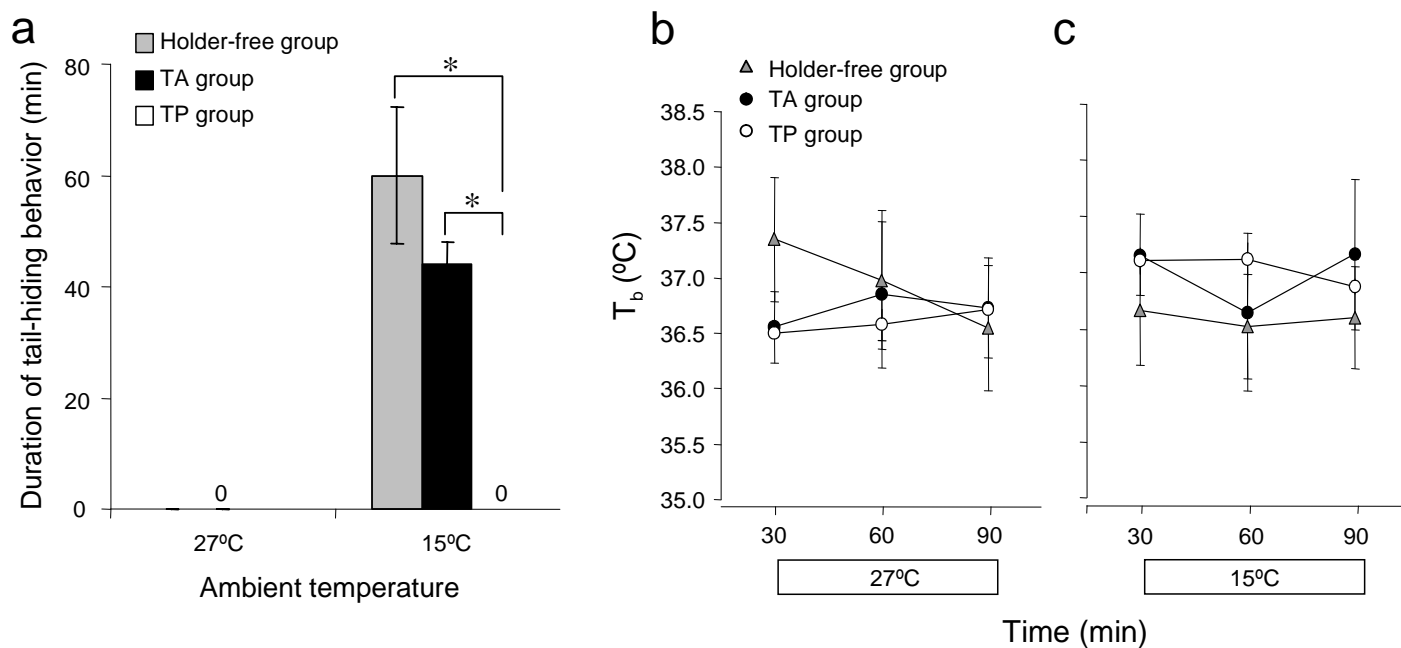 a
Holder-free group
TA group
TP group
Duration of tail-hiding behavior (min)
80
60
40
20
0
*
*
0
0
27ºC
15ºC
Ambient temperature
b
Holder-free group
TA group
TP group
T_b (ºC)
38.5
38.0
37.5
37.0
36.5
36.0
35.5
35.0
30 60 90
27ºC
c
30 60 90
15ºC
Time (min)